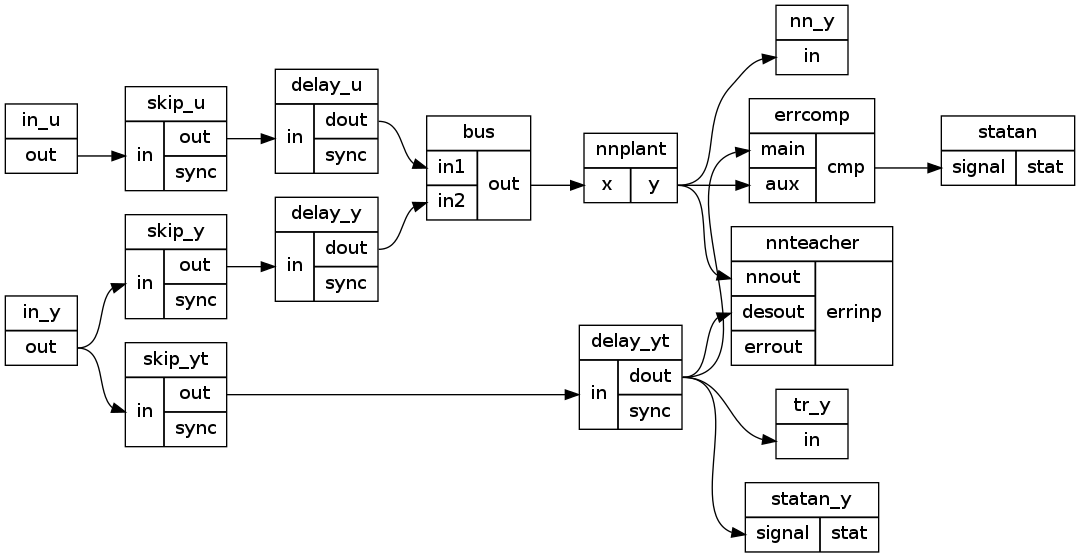 in_u
out
in_y
out
skip_u
in
out
sync
skip_y
in
out
sync
skip_yt
in
out
sync
delay_u
in
dout
sync
delay_y
in
dout
sync
bus
in1
in2
out
delay_yt
in
dout
sync
nnplant
x
y
nn_y
in
errcomp
main
aux
cmp
nnteacher
nnout
desout
errout
errinp
tr_y
in
statan_y
signal
stat
statan
signal
stat